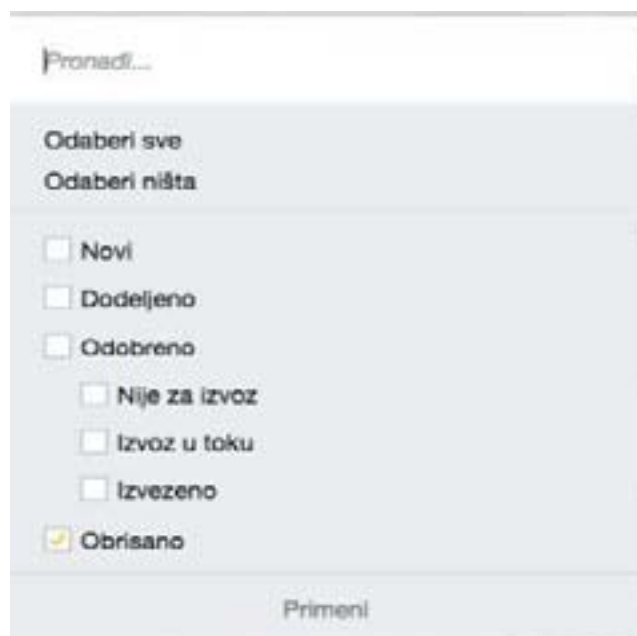 Pronađi...
Odaberi sve
Odaberi ništa
Novi
Dodeljeno
Odobreno
Nije za izvoz
Izvoz u toku
Izvezeno
Obrisano
Primeni